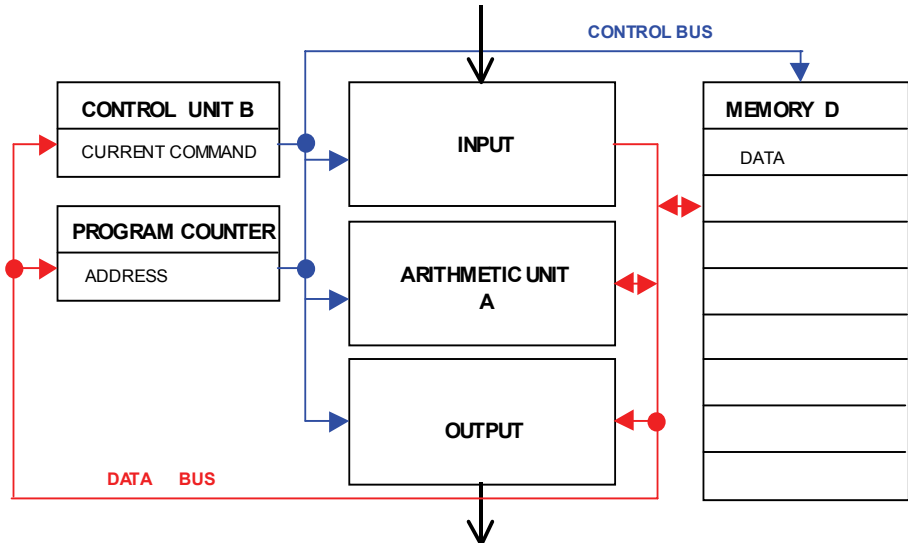 CONTROL BUS
CONTROL UNIT B
CURRENT COMMAND
PROGRAM COUNTER
ADDRESS
INPUT
ARITHMETIC UNIT
A
OUTPUT
MEMORY D
DATA
DATA BUS